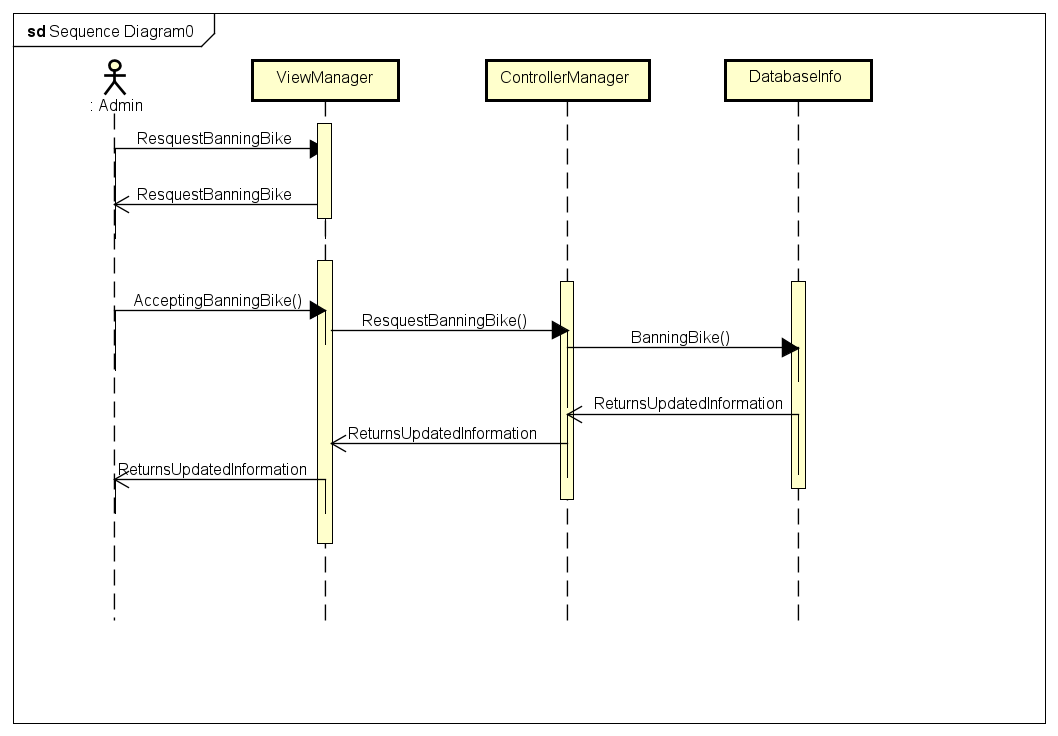 sd Sequence Diagram0
: Admin
ViewManager
ControllerManager
DatabaseInfo
ResquestBanningBike
ResquestBanningBike
AcceptingBanningBike()
ResquestBanningBike()
BanningBike()
ReturnsUpdatedInformation
ReturnsUpdatedInformation
ReturnsUpdatedInformation